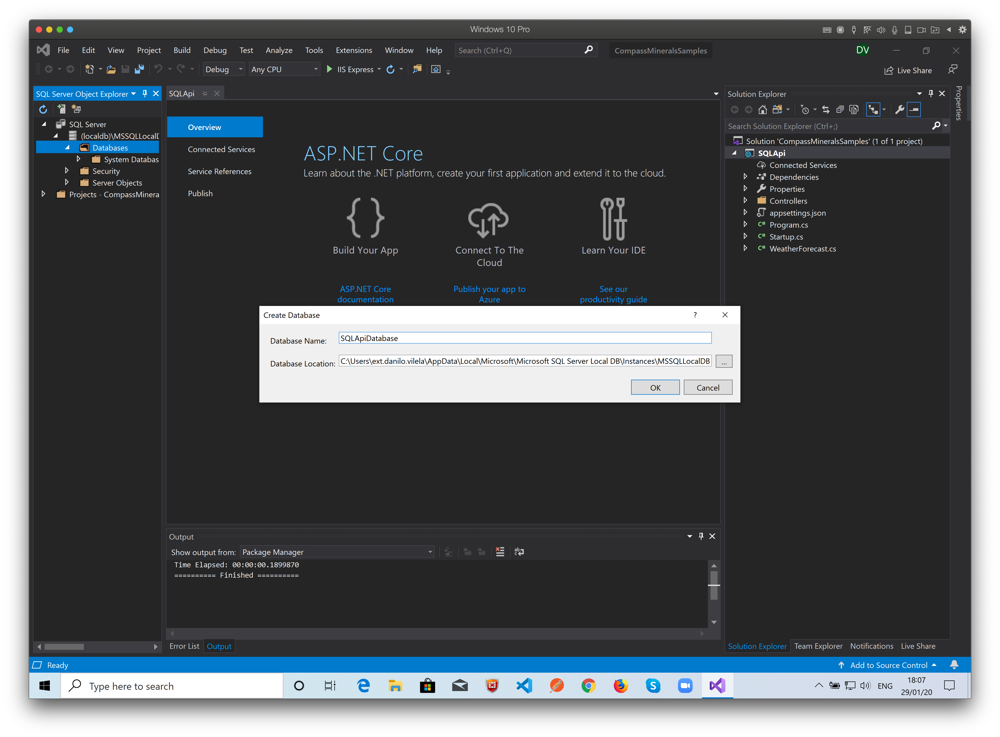 Windows 10 Pro
File Edit View Project Build Debug Test Analyze Tools Extensions Window Help Search (Ctrl+Q) CompassMineralsSamples DV
Debug Any CPU IIS Express Live Share
SQL Server Object Explorer
SQL Server
(localdb)\MSSQLLocalD
Databases
System Databas
Security
Server Objects
Projects - CompassMinera
SQLApi
Overview
Connected Services
Service References
Publish
ASP.NET Core
Learn about the .NET platform, create your first application and extend it to the cloud.
Build Your App
Connect To The
Cloud
Learn Your IDE
ASP.NET Core
documentation
Publish your app to
Azure
See our
productivity guide
Create Database
?
Database Name: SQLApiDatabase
Database Location: C:\Users\ext.danilo.vilela\AppData\Local\Microsoft\Microsoft SQL Server Local DB\Instances\MSSQLLocalDB ...
OK Cancel
Solution Explorer
Search Solution Explorer (Ctrl+;)
Solution 'CompassMineralsSamples' (1 of 1 project)
SQLApi
Connected Services
Dependencies
Properties
Controllers
appsettings.json
C# Program.cs
C# Startup.cs
C# WeatherForecast.cs
Properties
Output
Show output from: Package Manager
Time Elapsed: 00:00:00.1899870
========== Finished ==========
Error List Output
Solution Explorer Team Explorer Notifications Live Share
Ready
Add to Source Control
Type here to search
ENG
18:07
29/01/20